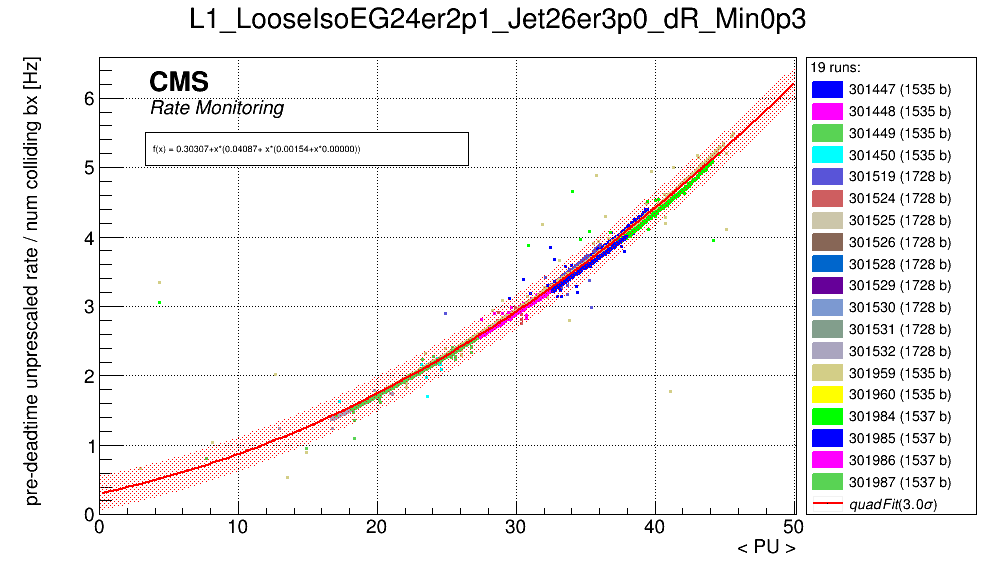 L1_LooseIsoEG24er2p1_Jet26er3p0_dR_Min0p3
pre-deadtime unprescaled rate / num colliding bx [Hz]
CMS
Rate Monitoring
f(x) = 0.30307+x*(0.04087+ x*(0.00154+x*0.00000))
6
5
4
3
2
1
0
0 10 20 30 40 50
< PU >
19 runs:
301447 (1535 b)
301448 (1535 b)
301449 (1535 b)
301450 (1535 b)
301519 (1728 b)
301524 (1728 b)
301525 (1728 b)
301526 (1728 b)
301528 (1728 b)
301529 (1728 b)
301530 (1728 b)
301531 (1728 b)
301532 (1728 b)
301959 (1535 b)
301960 (1535 b)
301984 (1537 b)
301985 (1537 b)
301986 (1537 b)
301987 (1537 b)
quadFit(3.0σ)